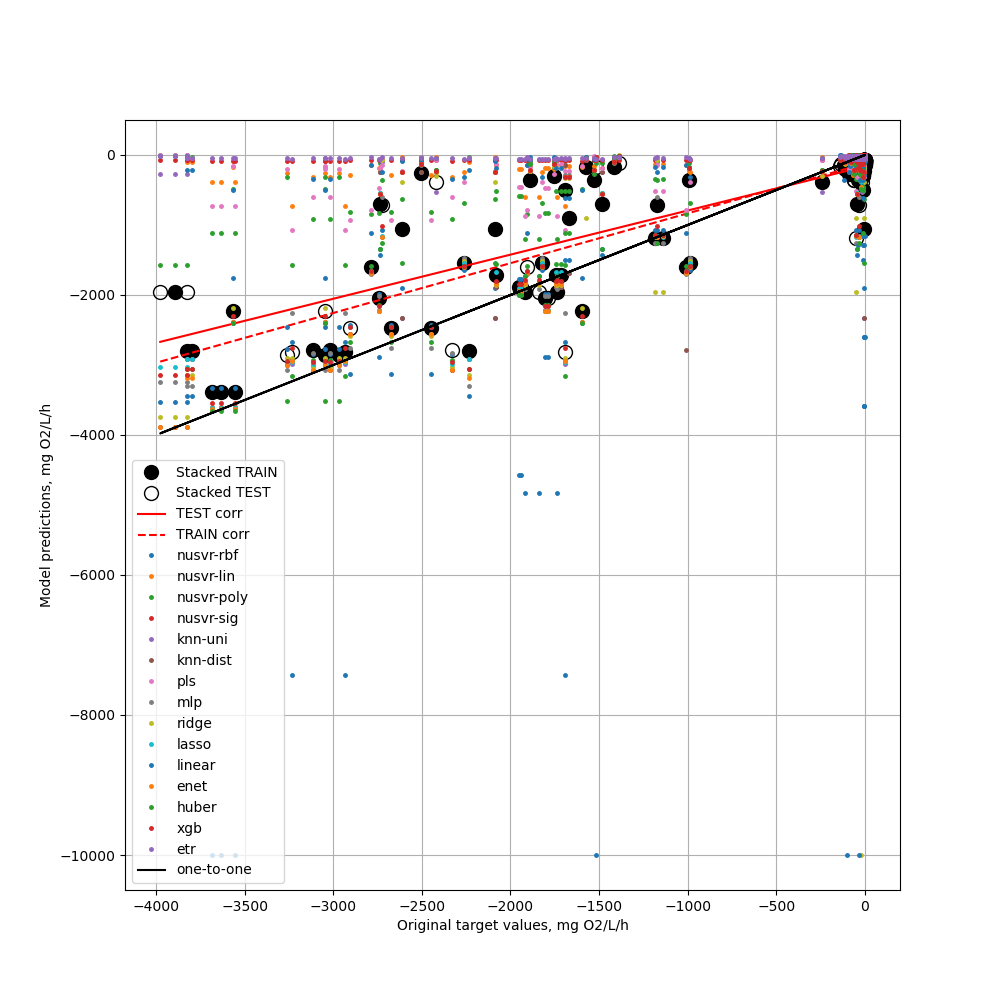 0
−2000
−4000
−6000
−8000
−10000
Model predictions, mg O2/L/h
Stacked TRAIN
Stacked TEST
TEST corr
TRAIN corr
nusvr-rbf
nusvr-lin
nusvr-poly
nusvr-sig
knn-uni
knn-dist
pls
mlp
ridge
lasso
linear
enet
huber
xgb
etr
one-to-one
−4000 −3500 −3000 −2500 −2000 −1500 −1000 −500 0
Original target values, mg O2/L/h